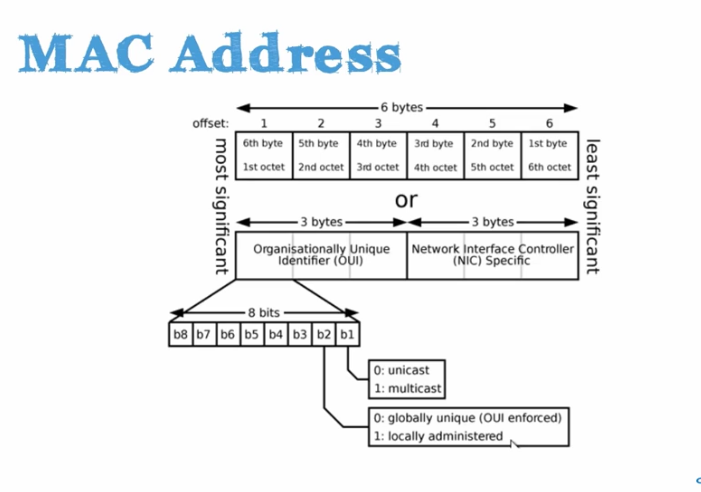 MAC Address
6 bytes
offset: 1 2 3 4 5 6
6th byte 5th byte 4th byte 3rd byte 2nd byte 1st byte
1st octet 2nd octet 3rd octet 4th octet 5th octet 6th octet
most significant
least significant
or
3 bytes 3 bytes
Organisationally Unique
Identifier (OUI)
Network Interface Controller
(NIC) Specific
8 bits
b8 b7 b6 b5 b4 b3 b2 b1
0: unicast
1: multicast
0: globally unique (OUI enforced)
1: locally administered